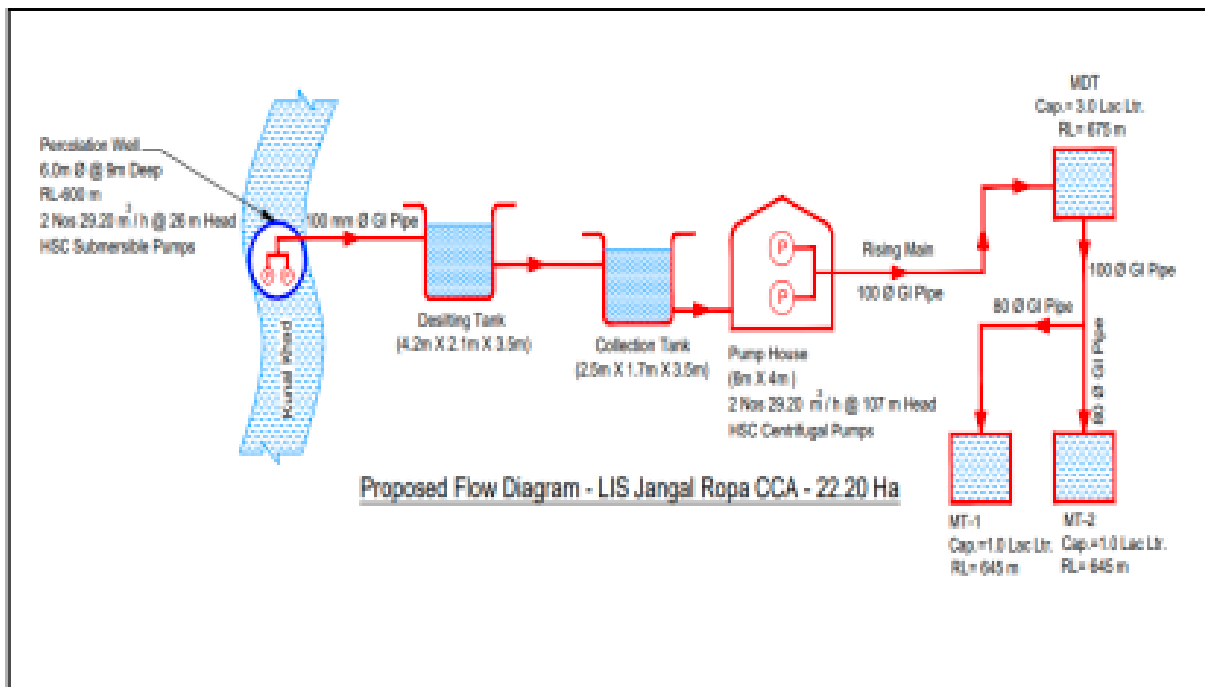 Percolation Well
6.0m Ø @ 9m Deep
RL-600 m
2 Nos 29.20 m³/h @ 26 m Head
HSC Submersible Pumps
100 mm Ø GI Pipe
Kunal Khad
Desilting Tank
(4.2m X 2.1m X 3.5m)
Collection Tank
(2.5m X 1.7m X 3.5m)
P
P
Pump House
(6m X 4m )
2 Nos 29.20 m³/h @ 107 m Head
HSC Centrifugal Pumps
Rising Main
100 Ø GI Pipe
MDT
Cap.= 3.0 Lac Ltr.
RL= 675 m
100 Ø GI Pipe
80 Ø GI Pipe
80 Ø GI Pipe
MT-1
Cap.=1.0 Lac Ltr.
RL= 645 m
MT-2
Cap.=1.0 Lac Ltr.
RL= 645 m
Proposed Flow Diagram - LIS Jangal Ropa CCA - 22.20 Ha